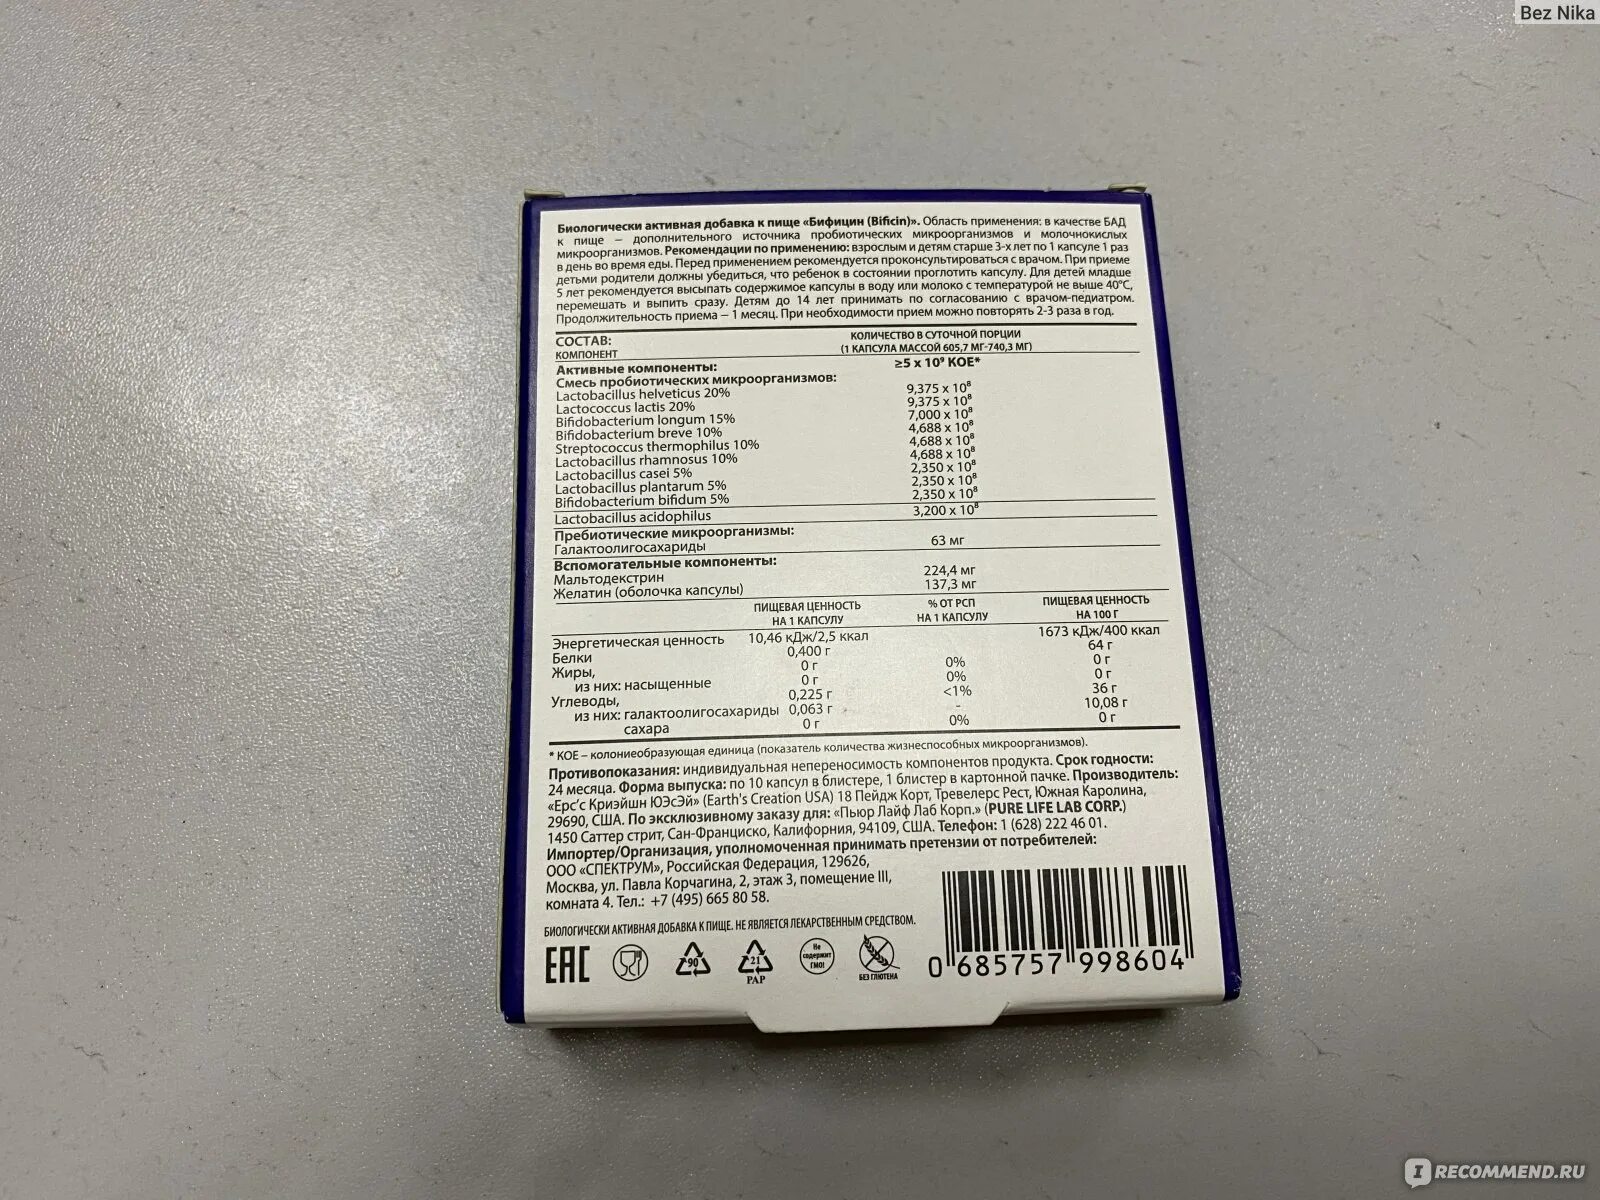 Bez Nika
Биологически активная добавка к пище «Бифицин (Bificin)». Область применения: в качестве БАД
к пище – дополнительного источника пробиотических микроорганизмов и молочнокислых
микроорганизмов. Рекомендации по применению: взрослым и детям старше 3-х лет по 1 капсуле 1 раз
в день во время еды. Перед применением рекомендуется проконсультироваться с врачом. При приеме
детьми родители должны убедиться, что ребенок в состоянии проглотить капсулу. Для детей младше
5 лет рекомендуется высыпать содержимое капсулы в воду или молоко с температурой не выше 40°C,
перемешать и выпить сразу. Детям до 14 лет принимать по согласованию с врачом-педиатром.
Продолжительность приема – 1 месяц. При необходимости прием можно повторять 2-3 раза в год.
СОСТАВ: КОЛИЧЕСТВО В СУТОЧНОЙ ПОРЦИИ
КОМПОНЕНТ (1 КАПСУЛА МАССОЙ 605,7 МГ-740,3 МГ)
Активные компоненты: ≥5 x 10⁹ КОЕ*
Смесь пробиотических микроорганизмов:
Lactobacillus helveticus 20% 9,375 x 10⁸
Lactococcus lactis 20% 9,375 x 10⁸
Bifidobacterium longum 15% 7,000 x 10⁸
Bifidobacterium breve 10% 4,688 x 10⁸
Streptococcus thermophilus 10% 4,688 x 10⁸
Lactobacillus rhamnosus 10% 4,688 x 10⁸
Lactobacillus casei 5% 2,350 x 10⁸
Lactobacillus plantarum 5% 2,350 x 10⁸
Bifidobacterium bifidum 5% 2,350 x 10⁸
Lactobacillus acidophilus 3,200 x 10⁸
Пребиотические микроорганизмы:
Галактоолигосахариды 63 мг
Вспомогательные компоненты:
Мальтодекстрин 224,4 мг
Желатин (оболочка капсулы) 137,3 мг
ПИЩЕВАЯ ЦЕННОСТЬ % ОТ РСП ПИЩЕВАЯ ЦЕННОСТЬ
НА 1 КАПСУЛУ НА 1 КАПСУЛУ НА 100 Г
Энергетическая ценность 10,46 кДж/2,5 ккал 1673 кДж/400 ккал
Белки 0,400 г 64 г
Жиры, 0 г 0% 0 г
из них: насыщенные 0 г 0% 0 г
Углеводы, 0,225 г <1% 36 г
из них: галактоолигосахариды 0,063 г - 10,08 г
сахара 0 г 0% 0 г
* КОЕ – колониеобразующая единица (показатель количества жизнеспособных микроорганизмов).
Противопоказания: индивидуальная непереносимость компонентов продукта. Срок годности:
24 месяца. Форма выпуска: по 10 капсул в блистере, 1 блистер в картонной пачке. Производитель:
«Ерс'с Криэйшн ЮЭсЭй» (Earth's Creation USA) 18 Пейдж Корт, Тревелерс Рест, Южная Каролина,
29690, США. По эксклюзивному заказу для: «Пьюр Лайф Лаб Корп.» (PURE LIFE LAB CORP.)
1450 Саттер стрит, Сан-Франциско, Калифорния, 94109, США. Телефон: 1 (628) 222 46 01.
Импортер/Организация, уполномоченная принимать претензии от потребителей:
ООО «СПЕКТРУМ», Российская Федерация, 129626,
Москва, ул. Павла Корчагина, 2, этаж 3, помещение III,
комната 4. Тел.: +7 (495) 665 80 58.
БИОЛОГИЧЕСКИ АКТИВНАЯ ДОБАВКА К ПИЩЕ. НЕ ЯВЛЯЕТСЯ ЛЕКАРСТВЕННЫМ СРЕДСТВОМ.
EAC
90
21
PAP
Не
содержит
ГМО!
БЕЗ ГЛЮТЕНА
0 685757 998604
IRECOMMEND.RU